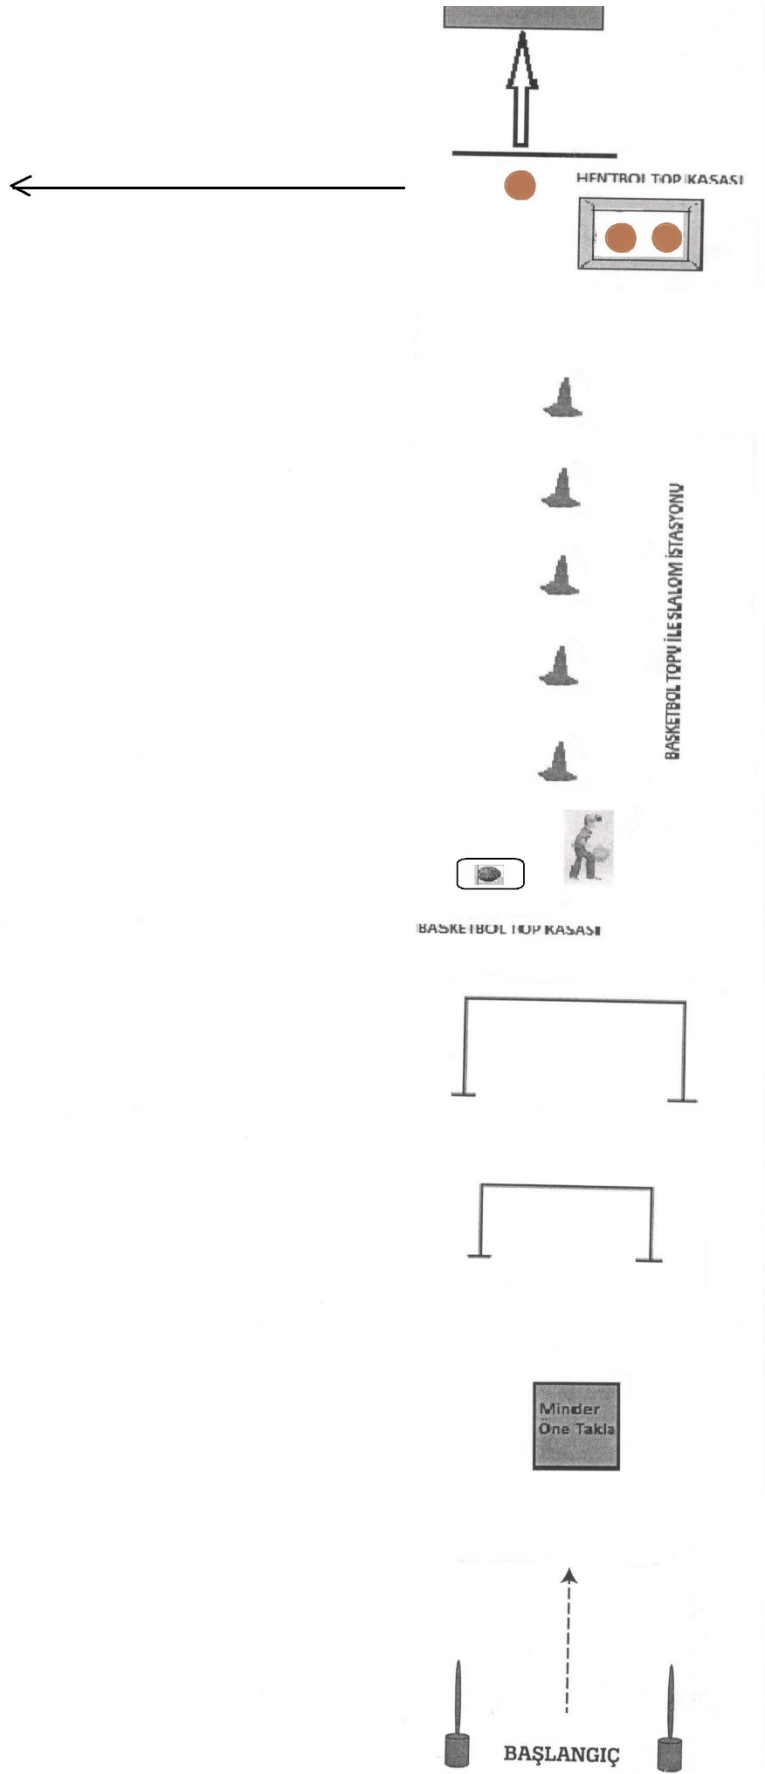 HENTBOL TOP KASASI
BASKETBOL TOPU İLE SLALOM İSTASYONU
BASKETBOL TOP KASASI
Minder
Öne Takla
BAŞLANGIÇ